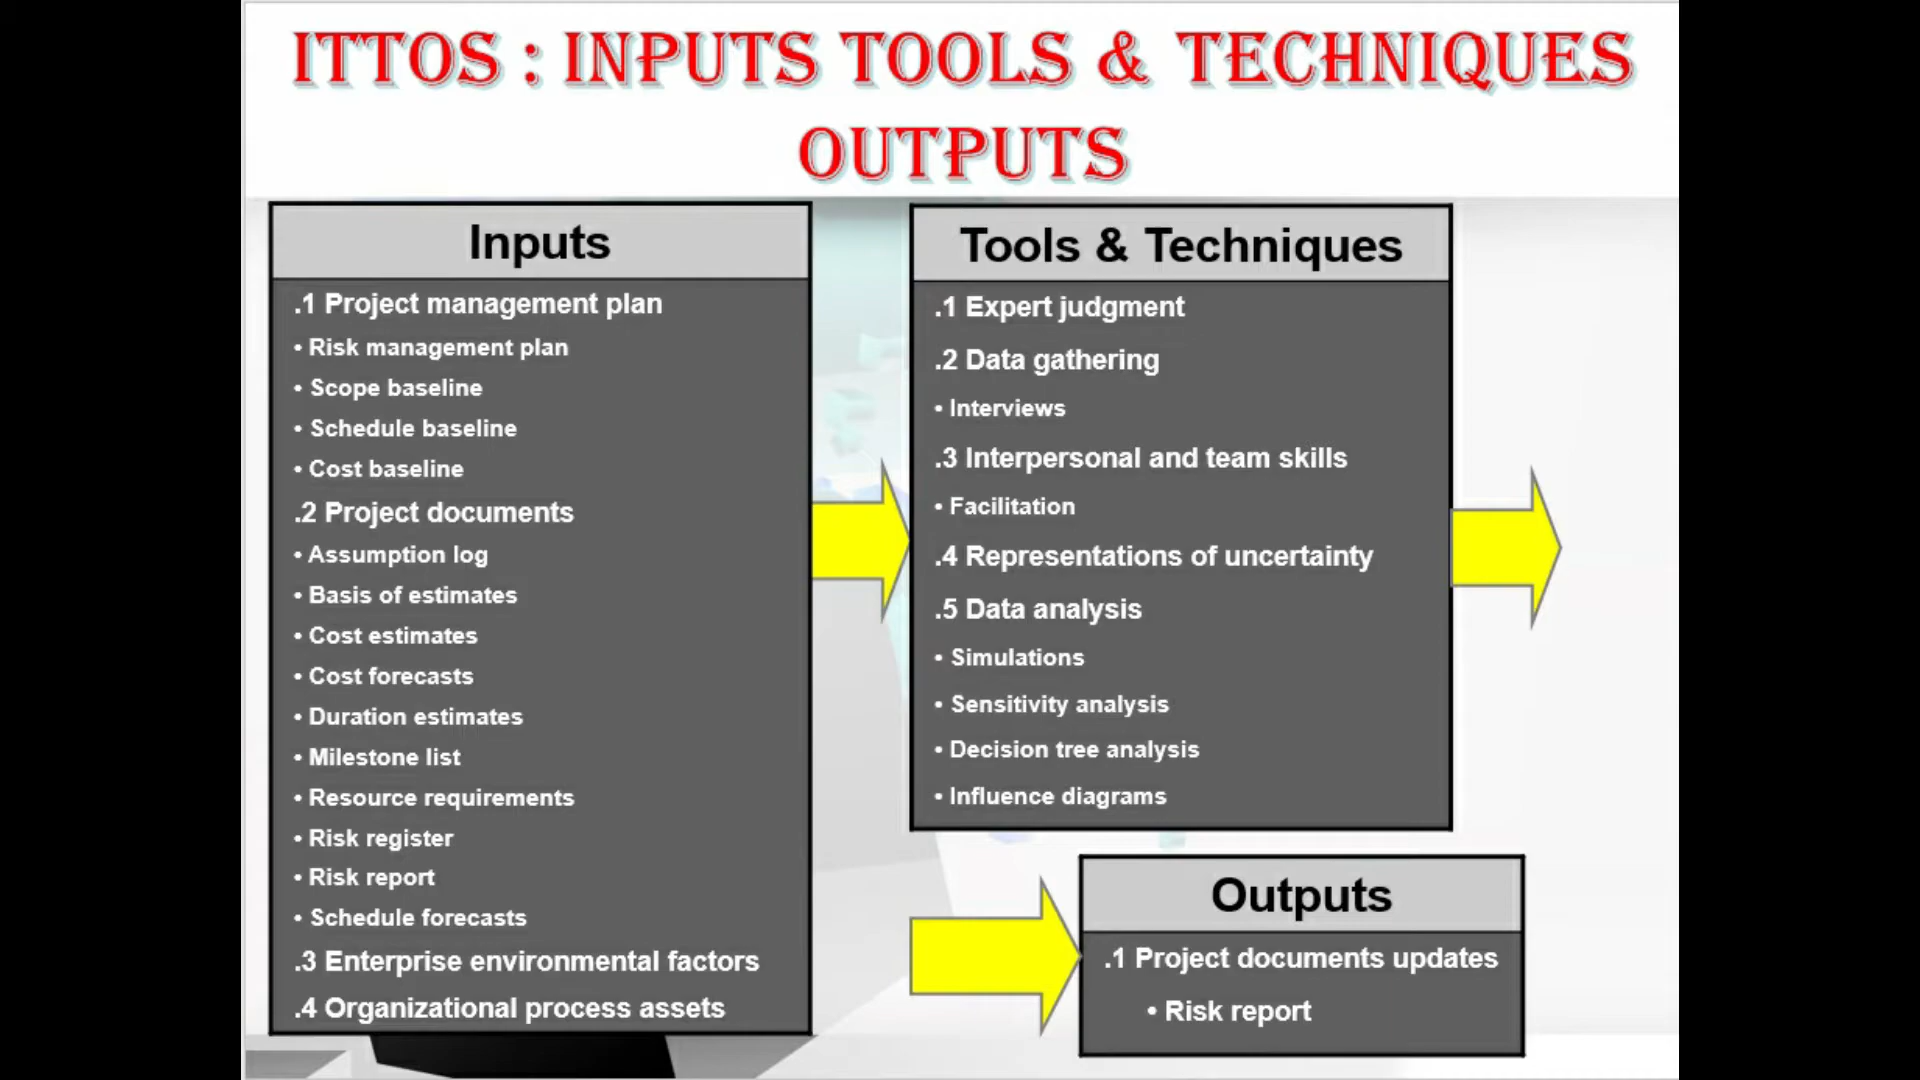 ITTOS : INPUTS TOOLS & TECHNIQUES
OUTPUTS
Inputs
.1 Project management plan
• Risk management plan
• Scope baseline
• Schedule baseline
• Cost baseline
.2 Project documents
• Assumption log
• Basis of estimates
• Cost estimates
• Cost forecasts
• Duration estimates
• Milestone list
• Resource requirements
• Risk register
• Risk report
• Schedule forecasts
.3 Enterprise environmental factors
.4 Organizational process assets
Tools & Techniques
.1 Expert judgment
.2 Data gathering
• Interviews
.3 Interpersonal and team skills
• Facilitation
.4 Representations of uncertainty
.5 Data analysis
• Simulations
• Sensitivity analysis
• Decision tree analysis
• Influence diagrams
Outputs
.1 Project documents updates
• Risk report